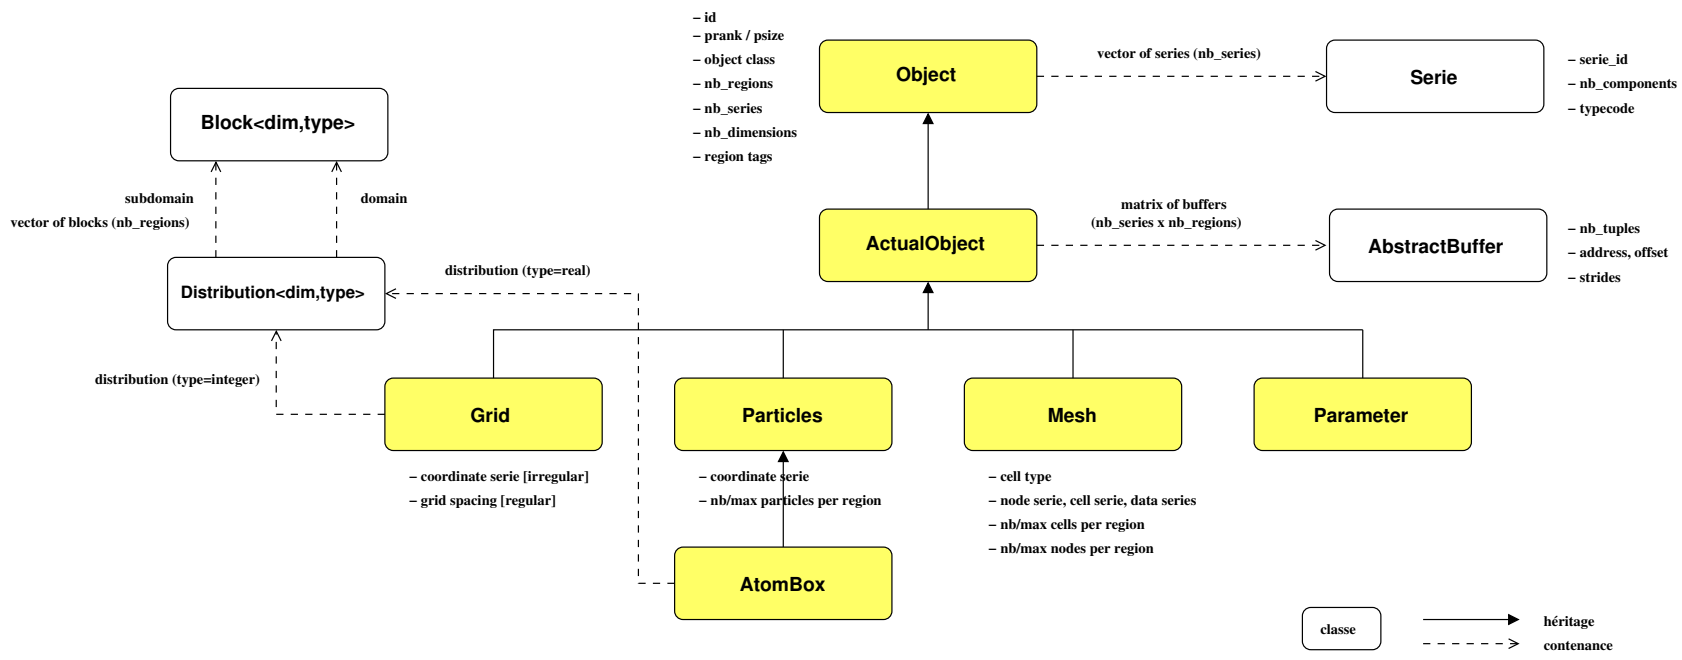 – id
– prank / psize
– object class
– nb_regions
– nb_series
– nb_dimensions
– region tags
Object
vector of series (nb_series)
Serie
– serie_id
– nb_components
– typecode
Block<dim,type>
subdomain
vector of blocks (nb_regions)
domain
Distribution<dim,type>
distribution (type=real)
distribution (type=integer)
ActualObject
matrix of buffers
(nb_series x nb_regions)
AbstractBuffer
– nb_tuples
– address, offset
– strides
Grid
– coordinate serie [irregular]
– grid spacing [regular]
Particles
– coordinate serie
– nb/max particles per region
Mesh
– cell type
– node serie, cell serie, data series
– nb/max cells per region
– nb/max nodes per region
Parameter
AtomBox
classe
héritage
contenance